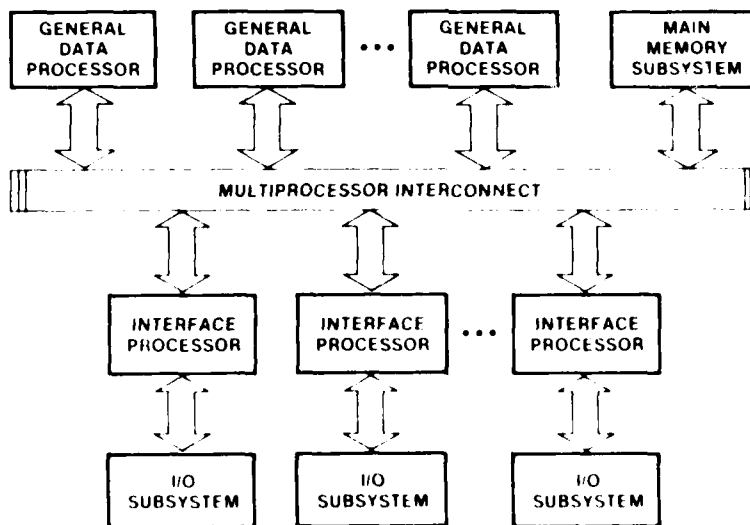 GENERAL
DATA
PROCESSOR
GENERAL
DATA
PROCESSOR
•••
GENERAL
DATA
PROCESSOR
MAIN
MEMORY
SUBSYSTEM
MULTIPROCESSOR INTERCONNECT
INTERFACE
PROCESSOR
INTERFACE
PROCESSOR
•••
INTERFACE
PROCESSOR
I/O
SUBSYSTEM
I/O
SUBSYSTEM
I/O
SUBSYSTEM